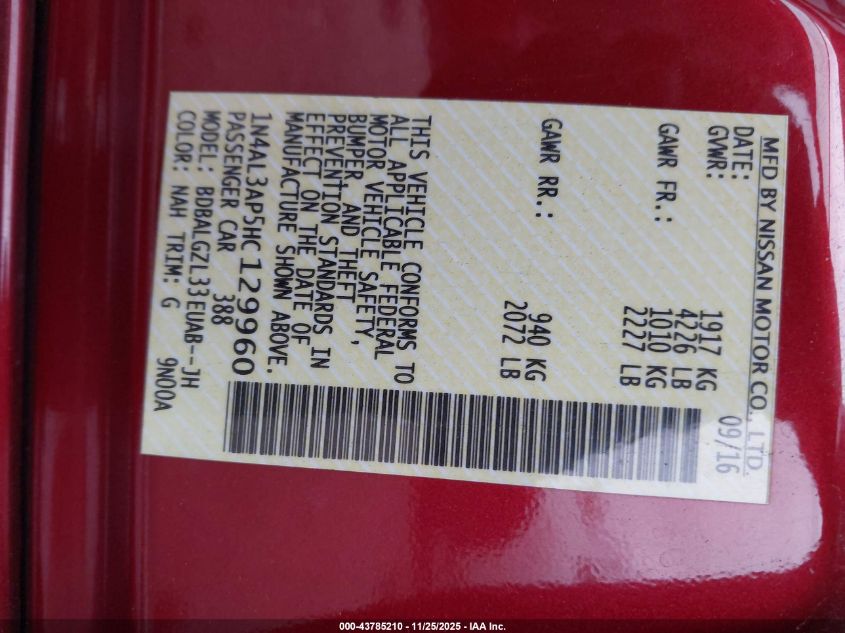 MFD BY NISSAN MOTOR CO., LTD.
DATE: 09/16
GVWR: 1917 KG
4226 LB
GAWR FR.: 1010 KG
2227 LB
GAWR RR.: 940 KG
2072 LB
THIS VEHICLE CONFORMS TO
ALL APPLICABLE FEDERAL
MOTOR VEHICLE SAFETY,
BUMPER, AND THEFT
PREVENTION STANDARDS IN
EFFECT ON THE DATE OF
MANUFACTURE SHOWN ABOVE.
1N4AL3AP5HC129960
PASSENGER CAR 388
MODEL: BDBALGZL33EUAB--JH
COLOR: NAH TRIM: G 9N00A
000-43785210 - 11/25/2025 - IAA Inc.